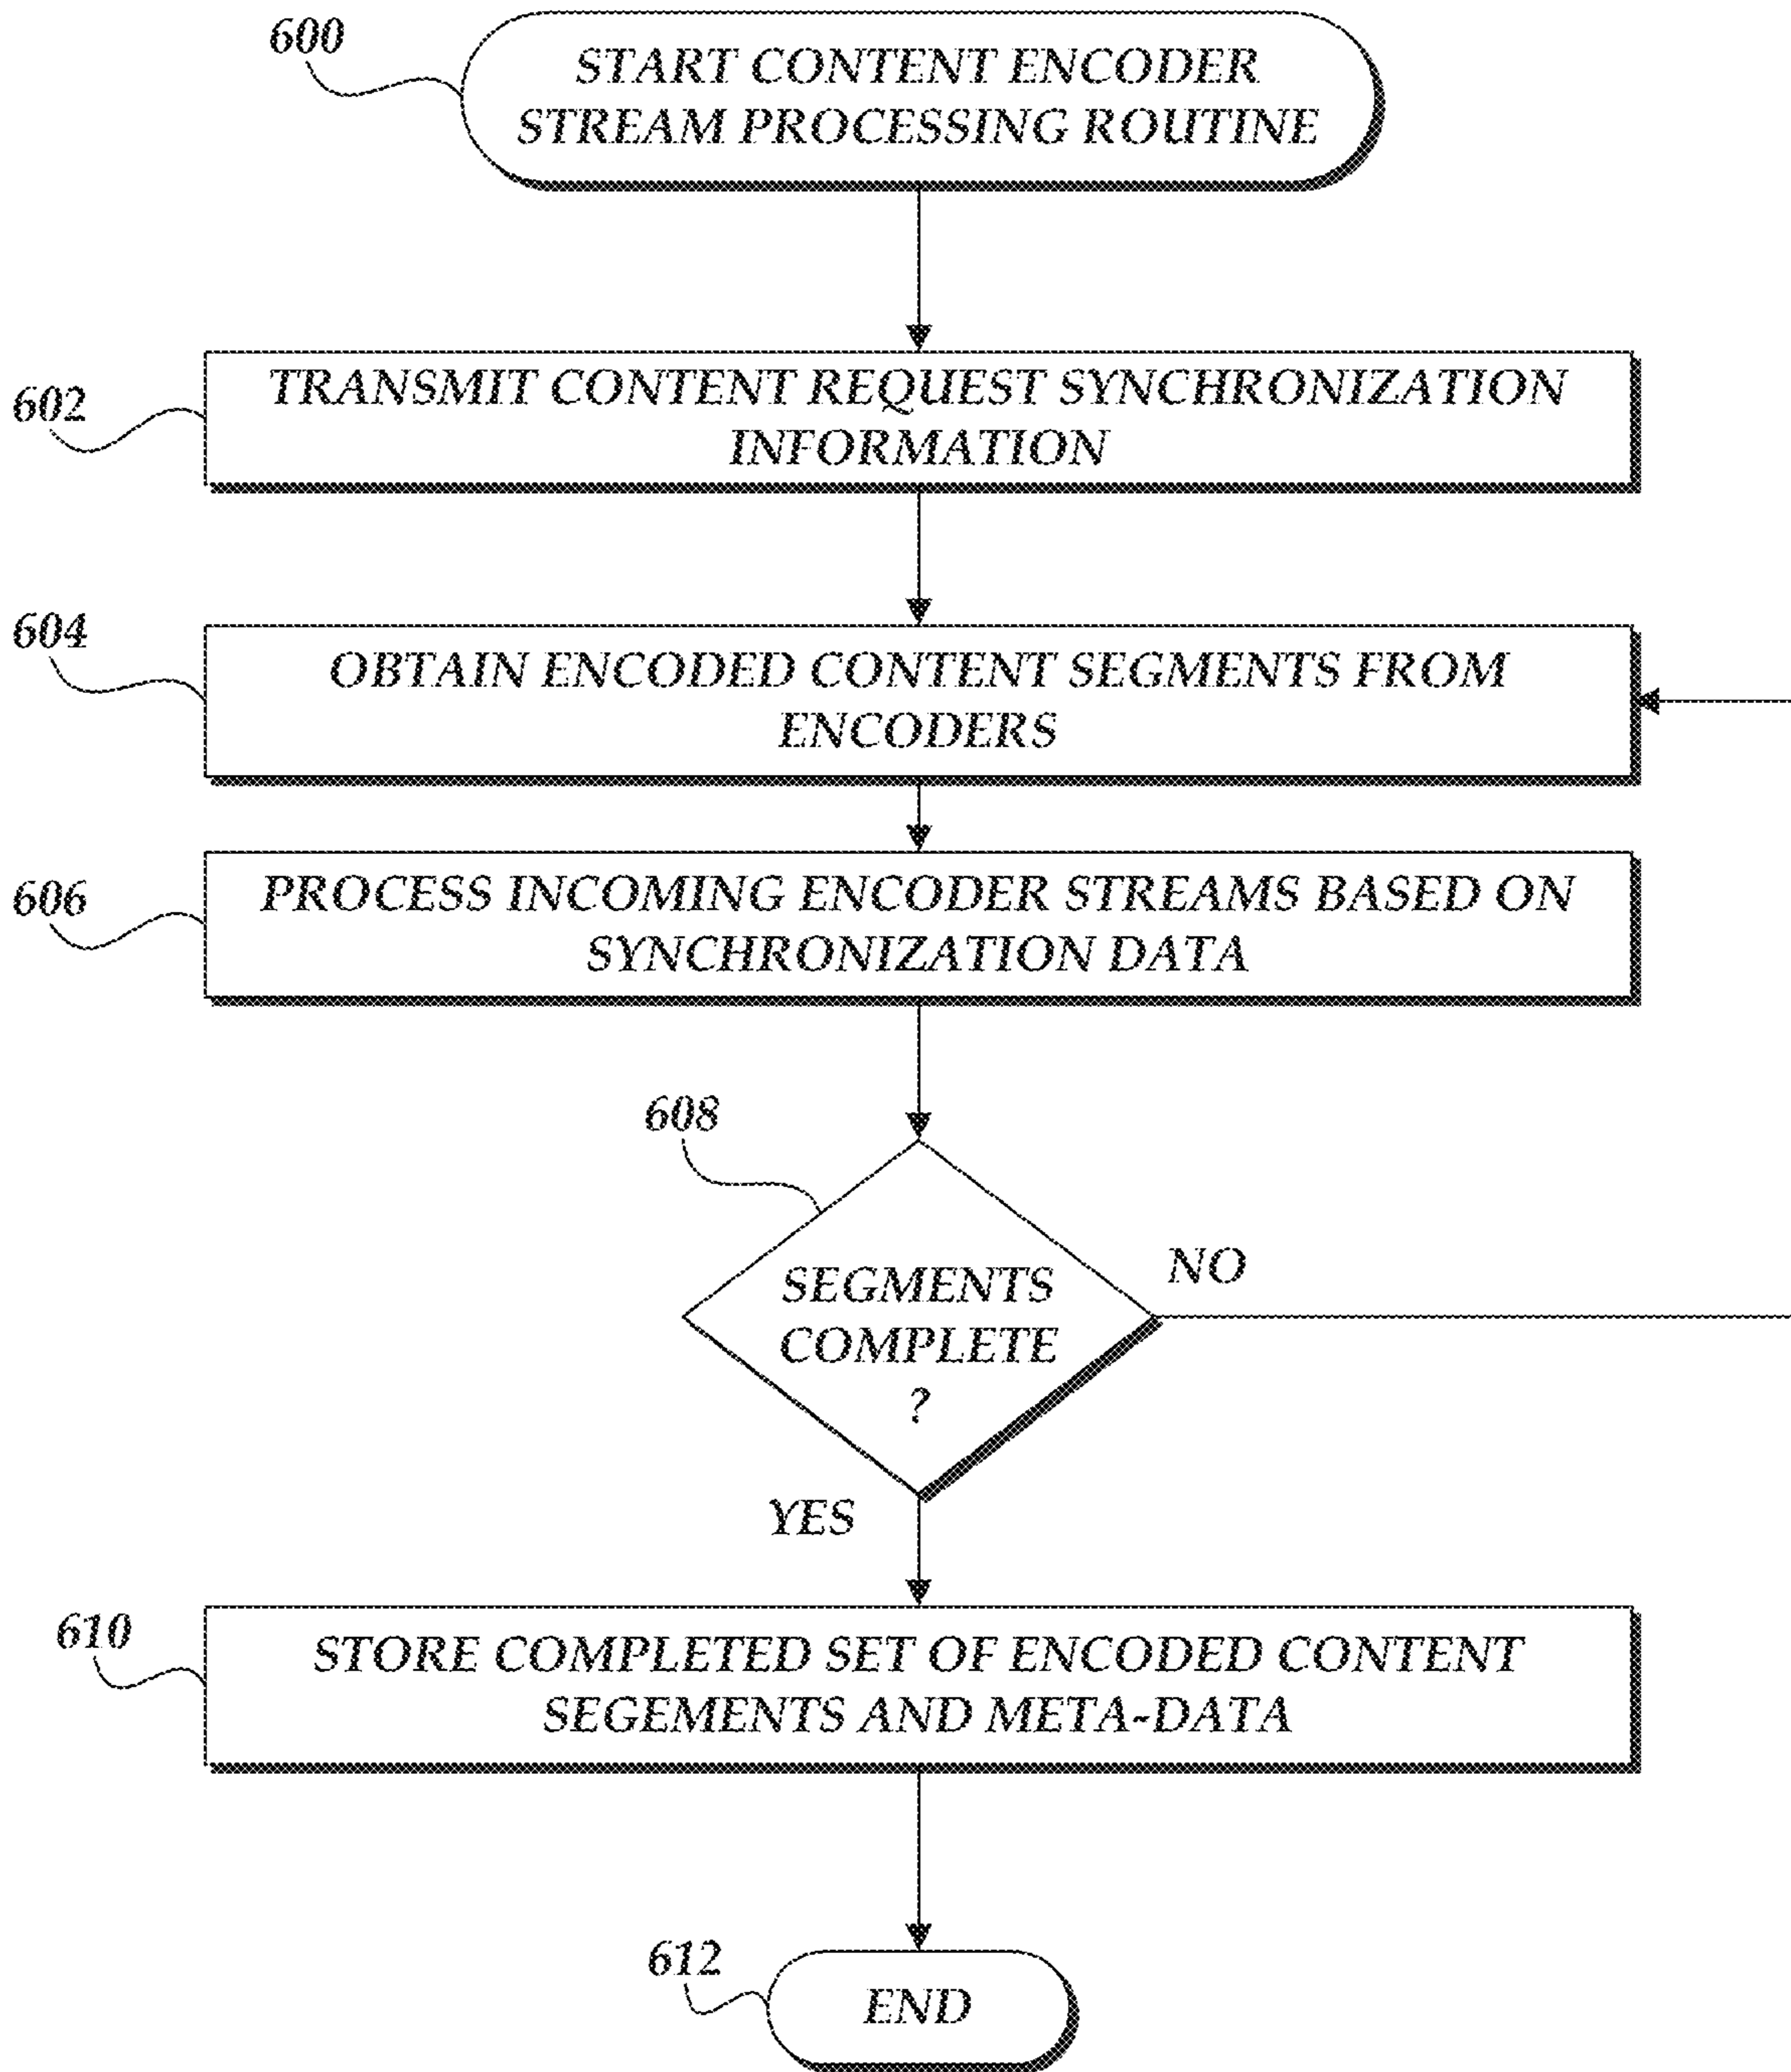 600
START CONTENT ENCODER
STREAM PROCESSING ROUTINE
602
TRANSMIT CONTENT REQUEST SYNCHRONIZATION
INFORMATION
604
OBTAIN ENCODED CONTENT SEGMENTS FROM
ENCODERS
606
PROCESS INCOMING ENCODER STREAMS BASED ON
SYNCHRONIZATION DATA
608
SEGMENTS
COMPLETE
?
NO
YES
610
STORE COMPLETED SET OF ENCODED CONTENT
SEGEMENTS AND META-DATA
612
END